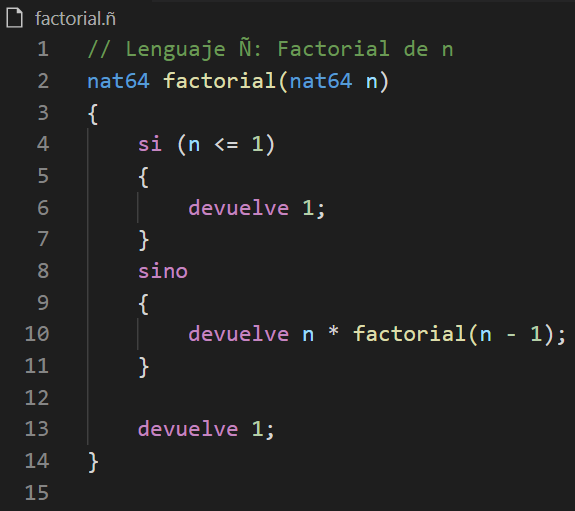 factorial.ñ
1 // Lenguaje Ñ: Factorial de n
2 nat64 factorial(nat64 n)
3 {
4     si (n <= 1)
5     {
6         devuelve 1;
7     }
8     sino
9     {
10         devuelve n * factorial(n - 1);
11     }
12
13     devuelve 1;
14 }
15